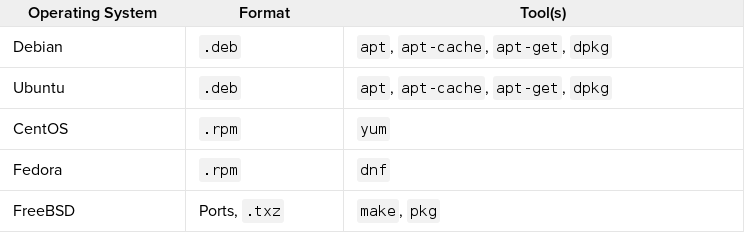 Operating System Format Tool(s)
Debian .deb apt, apt-cache, apt-get, dpkg
Ubuntu .deb apt, apt-cache, apt-get, dpkg
CentOS .rpm yum
Fedora .rpm dnf
FreeBSD Ports, .txz make, pkg